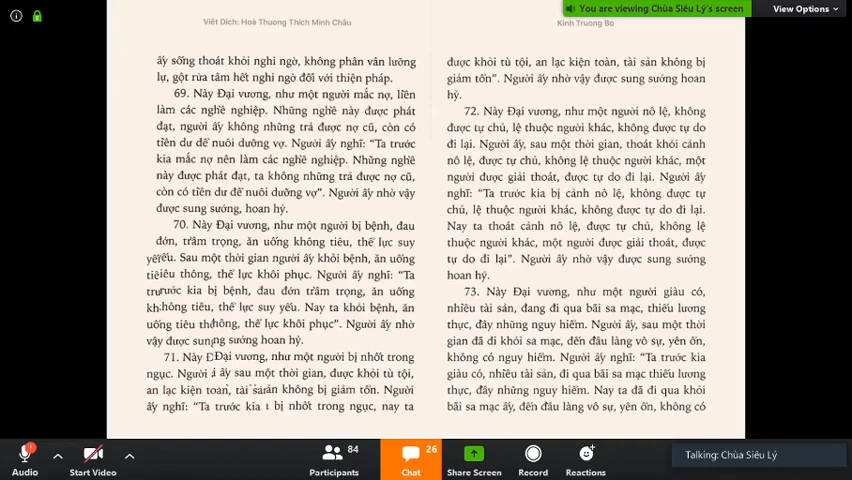 You are viewing Chùa Siêu Lý's screen
View Options
Việt Dịch: Hoà Thượng Thích Minh Châu
ấy sống thoát khỏi nghi ngờ, không phân vân lưỡng
lự, gột rửa tâm hết nghi ngờ đối với thiện pháp.
69. Này Đại vương, như một người mắc nợ, liền
làm các nghề nghiệp. Những nghề này được phát
đạt, người ấy không những trả được nợ cũ, còn có
tiền dư để nuôi dưỡng vợ. Người ấy nghĩ: “Ta trước
kia mắc nợ nên làm các nghề nghiệp. Những nghề
này được phát đạt, ta không những trả được nợ cũ,
còn có tiền dư để nuôi dưỡng vợ”. Người ấy nhờ vậy
được sung sướng, hoan hỷ.
70. Này Đại vương, như một người bị bệnh, đau
đớn, trầm trọng, ăn uống không tiêu, thể lực suy
yếu. Sau một thời gian người ấy khỏi bệnh, ăn uống
tiêu thông, thể lực khôi phục. Người ấy nghĩ: “Ta
trước kia bị bệnh, đau đớn trầm trọng, ăn uống
không tiêu, thể lực suy yếu. Nay ta khỏi bệnh, ăn
uống tiêu thông, thể lực khôi phục”. Người ấy nhờ
vậy được sung sướng hoan hỷ.
71. Này Đại vương, như một người bị nhốt trong
ngục. Người ấy sau một thời gian, được khỏi tù tội,
an lạc kiện toàn, tài sản không bị giảm tổn. Người
ấy nghĩ: “Ta trước kia bị nhốt trong ngục, nay ta
Kinh Trường Bộ
được khỏi tù tội, an lạc kiện toàn, tài sản không bị
giảm tổn”. Người ấy nhờ vậy được sung sướng hoan
hỷ.
72. Này Đại vương, như một người nô lệ, không
được tự chủ, lệ thuộc người khác, không được tự do
đi lại. Người ấy, sau một thời gian, thoát khỏi cảnh
nô lệ, được tự chủ, không lệ thuộc người khác, một
người được giải thoát, được tự do đi lại. Người ấy
nghĩ: “Ta trước kia bị cảnh nô lệ, không được tự
chủ, lệ thuộc người khác, không được tự do đi lại.
Nay ta thoát cảnh nô lệ, được tự chủ, không lệ
thuộc người khác, một người được giải thoát, được
tự do đi lại”. Người ấy nhờ vậy được sung sướng
hoan hỷ.
73. Này Đại vương, như một người giàu có,
nhiều tài sản, đang đi qua bãi sa mạc, thiếu lương
thực, đầy những nguy hiểm. Người ấy, sau một thời
gian đã đi khỏi sa mạc, đến đầu làng vô sự, yên ổn,
không có nguy hiểm. Người ấy nghĩ: “Ta trước kia
giàu có, nhiều tài sản, đi qua bãi sa mạc thiếu lương
thực, đầy những nguy hiểm. Nay ta đã đi qua khỏi
bãi sa mạc ấy, đến đầu làng vô sự, yên ổn, không có
Audio
Start Video
84
Participants
26
Chat
Share Screen
Record
Reactions
Talking: Chùa Siêu Lý